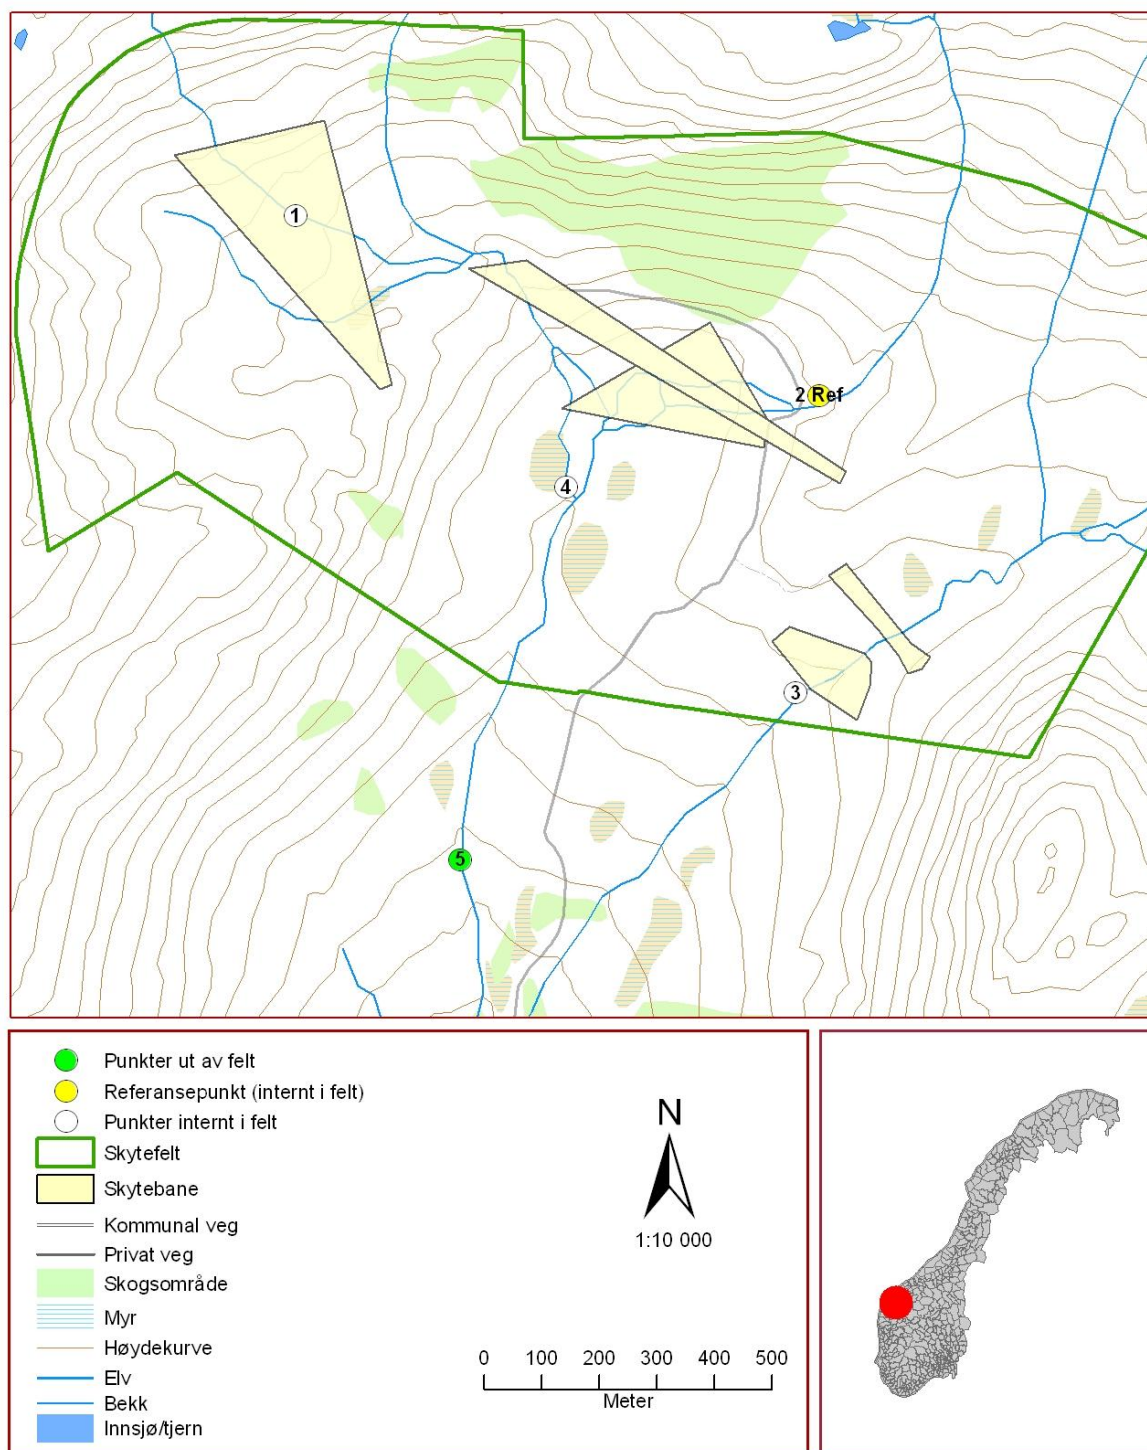 1
2 Ref
4
3
5
Punkter ut av felt
Referansepunkt (internt i felt)
Punkter internt i felt
Skytefelt
Skytebane
Kommunal veg
Privat veg
Skogsområde
Myr
Høydekurve
Elv
Bekk
Innsjø/tjern
N
1:10 000
0 100 200 300 400 500
Meter